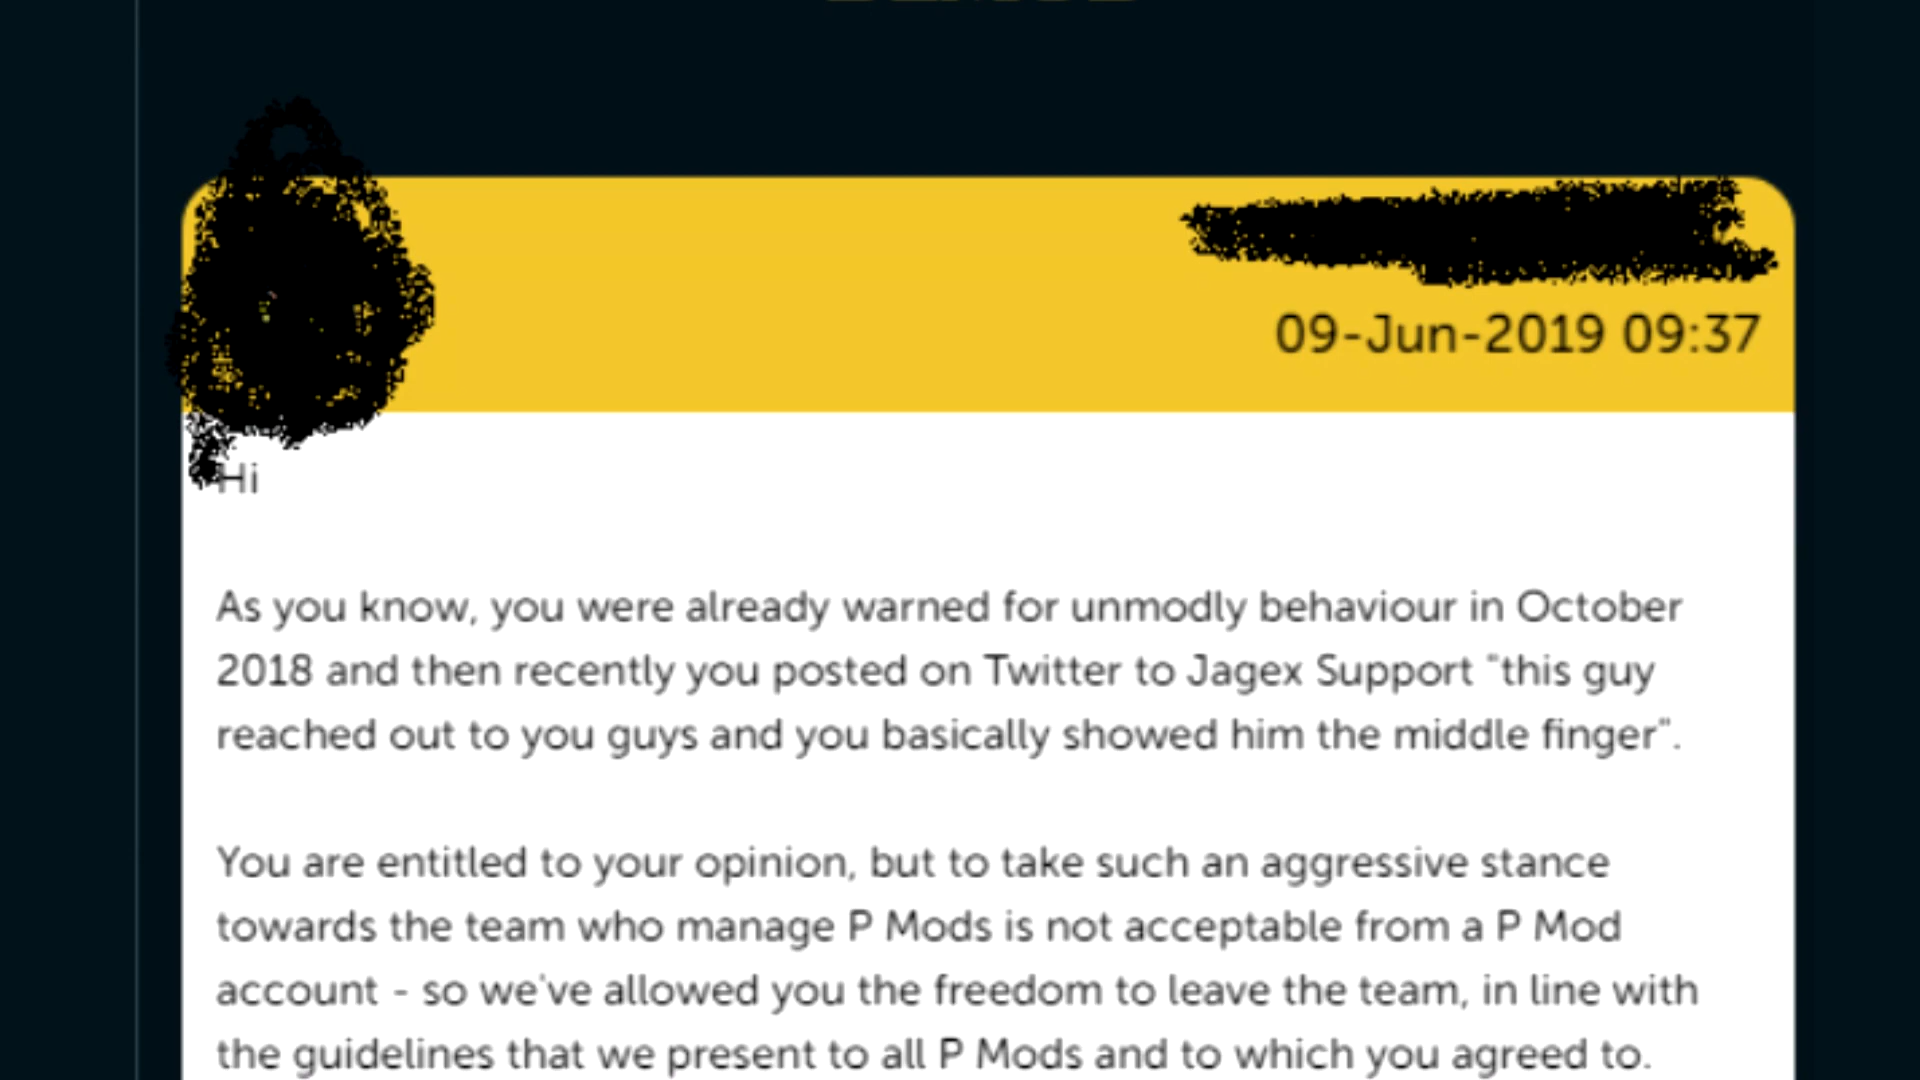 09-Jun-2019 09:37
Hi
As you know, you were already warned for unmodly behaviour in October
2018 and then recently you posted on Twitter to Jagex Support "this guy
reached out to you guys and you basically showed him the middle finger".
You are entitled to your opinion, but to take such an aggressive stance
towards the team who manage P Mods is not acceptable from a P Mod
account - so we've allowed you the freedom to leave the team, in line with
the guidelines that we present to all P Mods and to which you agreed to.